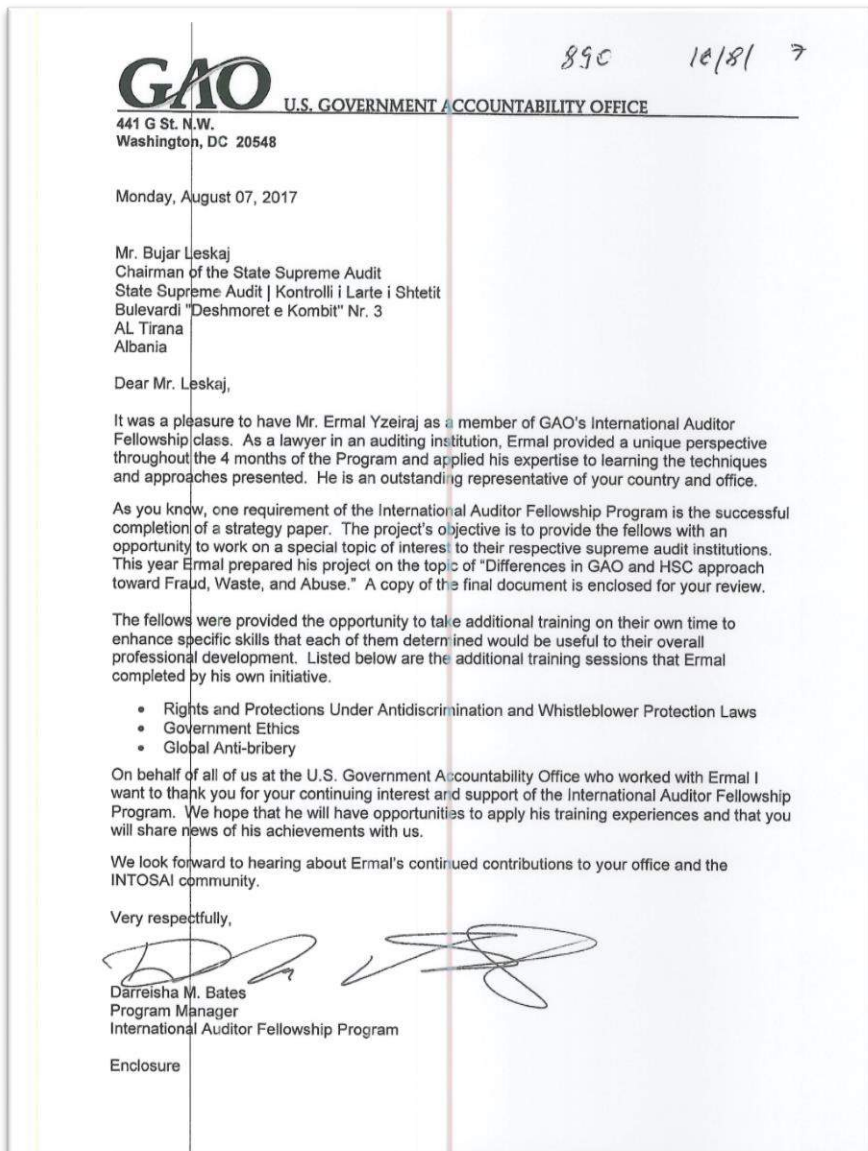 890
GAO
U.S. GOVERNMENT ACCOUNTABILITY OFFICE
441 G St. N.W.
Washington, DC 20548
Monday, August 07, 2017
Mr. Bujar Leskaj
Chairman of the State Supreme Audit
State Supreme Audit | Kontrolli i Larte i Shtetit
Bulevardi "Deshmoret e Kombit" Nr. 3
AL Tirana
Albania
Dear Mr. Leskaj,
It was a pleasure to have Mr. Ermal Yzeiraj as a member of GAO's International Auditor
Fellowship class. As a lawyer in an auditing institution, Ermal provided a unique perspective
throughout the 4 months of the Program and applied his expertise to learning the techniques
and approaches presented. He is an outstanding representative of your country and office.
As you know, one requirement of the International Auditor Fellowship Program is the successful
completion of a strategy paper. The project's objective is to provide the fellows with an
opportunity to work on a special topic of interest to their respective supreme audit institutions.
This year Ermal prepared his project on the topic of "Differences in GAO and HSC approach
toward Fraud, Waste, and Abuse." A copy of the final document is enclosed for your review.
The fellows were provided the opportunity to take additional training on their own time to
enhance specific skills that each of them determined would be useful to their overall
professional development. Listed below are the additional training sessions that Ermal
completed by his own initiative.
• Rights and Protections Under Antidiscrimination and Whistleblower Protection Laws
• Government Ethics
• Global Anti-bribery
On behalf of all of us at the U.S. Government Accountability Office who worked with Ermal I
want to thank you for your continuing interest and support of the International Auditor Fellowship
Program. We hope that he will have opportunities to apply his training experiences and that you
will share news of his achievements with us.
We look forward to hearing about Ermal's continued contributions to your office and the
INTOSAI community.
Very respectfully,
Darreisha M. Bates
Program Manager
International Auditor Fellowship Program
Enclosure